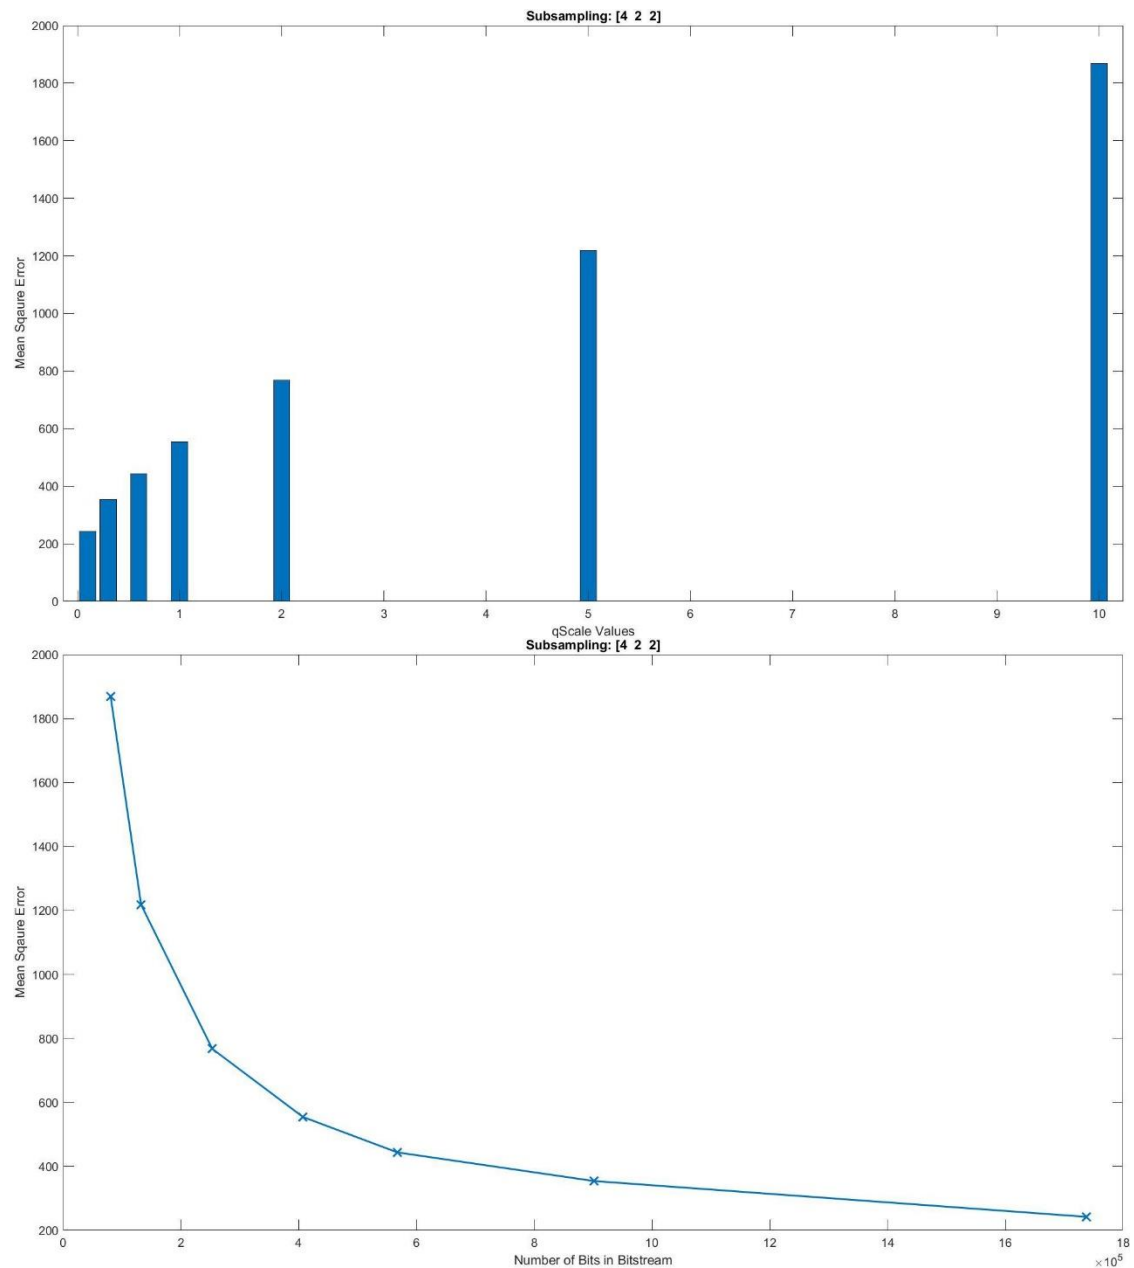 Subsampling: [4 2 2]
2000
1800
1600
1400
1200
1000
800
600
400
200
0
Mean Sqaure Error
0 1 2 3 4 5 6 7 8 9 10
qScale Values
Subsampling: [4 2 2]
2000
1800
1600
1400
1200
1000
800
600
400
200
Mean Sqaure Error
0 2 4 6 8 10 12 14 16 18
Number of Bits in Bitstream
×10⁵